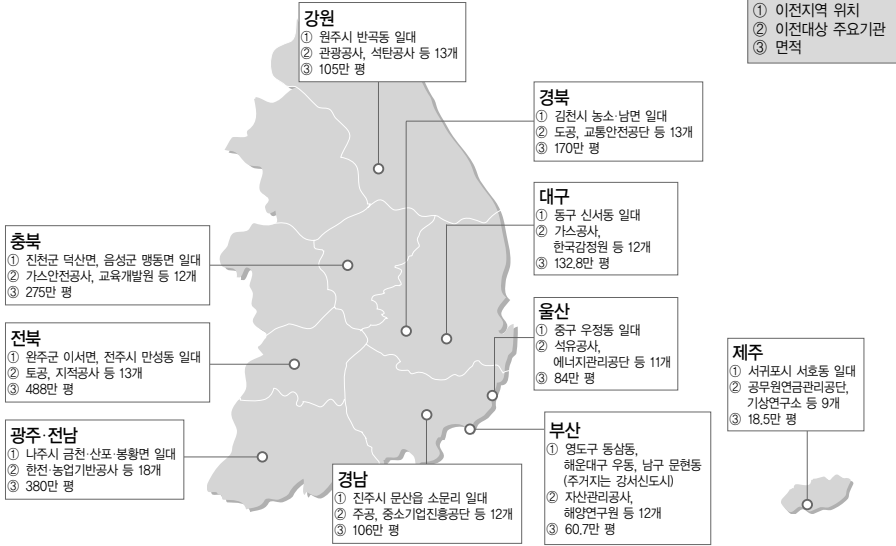 ① 이전지역 위치
② 이전대상 주요기관
③ 면적
강원
① 원주시 반곡동 일대
② 관광공사, 석탄공사 등 13개
③ 105만 평
경북
① 김천시 농소·남면 일대
② 도공, 교통안전공단 등 13개
③ 170만 평
대구
① 동구 신서동 일대
② 가스공사,
한국감정원 등 12개
③ 132.8만 평
충북
① 진천군 덕산면, 음성군 맹동면 일대
② 가스안전공사, 교육개발원 등 12개
③ 275만 평
울산
① 중구 우정동 일대
② 석유공사,
에너지관리공단 등 11개
③ 84만 평
전북
① 완주군 이서면, 전주시 만성동 일대
② 토공, 지적공사 등 13개
③ 488만 평
제주
① 서귀포시 서호동 일대
② 공무원연금관리공단,
기상연구소 등 9개
③ 18.5만 평
광주·전남
① 나주시 금천·산포·봉황면 일대
② 한전·농업기반공사 등 18개
③ 380만 평
부산
① 영도구 동삼동,
해운대구 우동, 남구 문현동
(주거지는 강서신도시)
② 자산관리공사,
해양연구원 등 12개
③ 60.7만 평
경남
① 진주시 문산읍 소문리 일대
② 주공, 중소기업진흥공단 등 12개
③ 106만 평